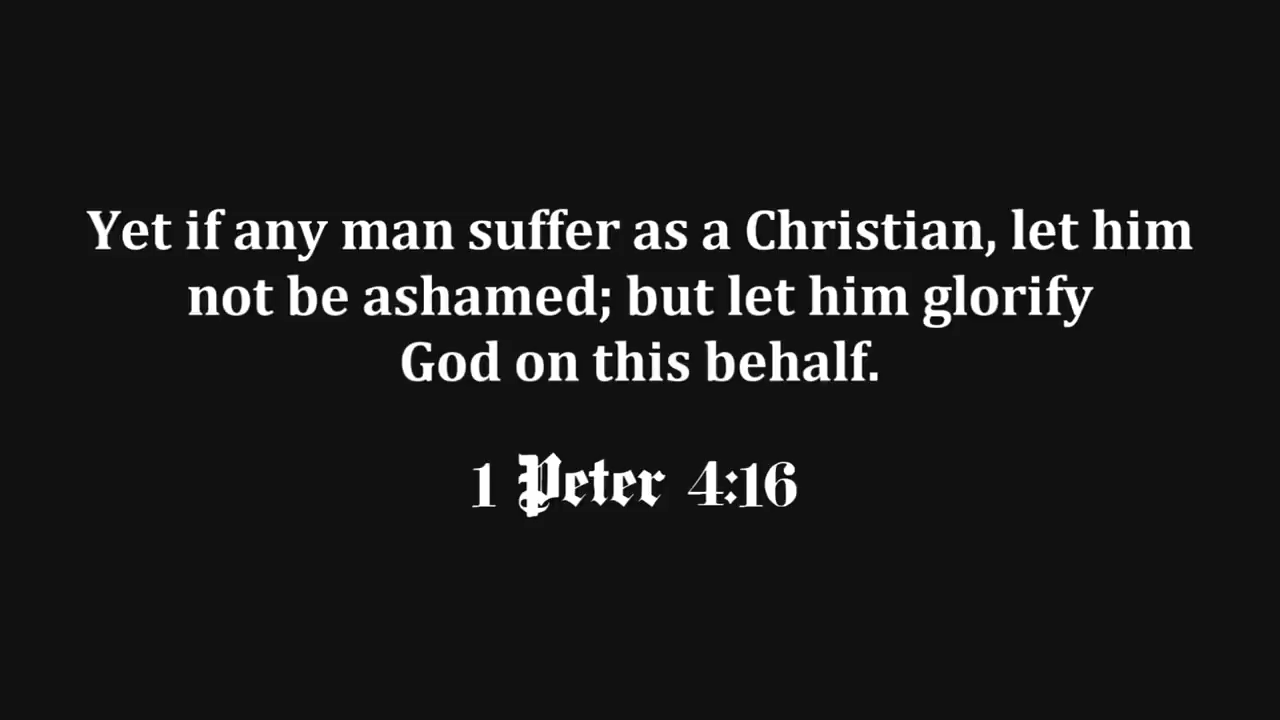 Yet if any man suffer as a Christian, let him
not be ashamed; but let him glorify
God on this behalf.
1 Peter 4:16